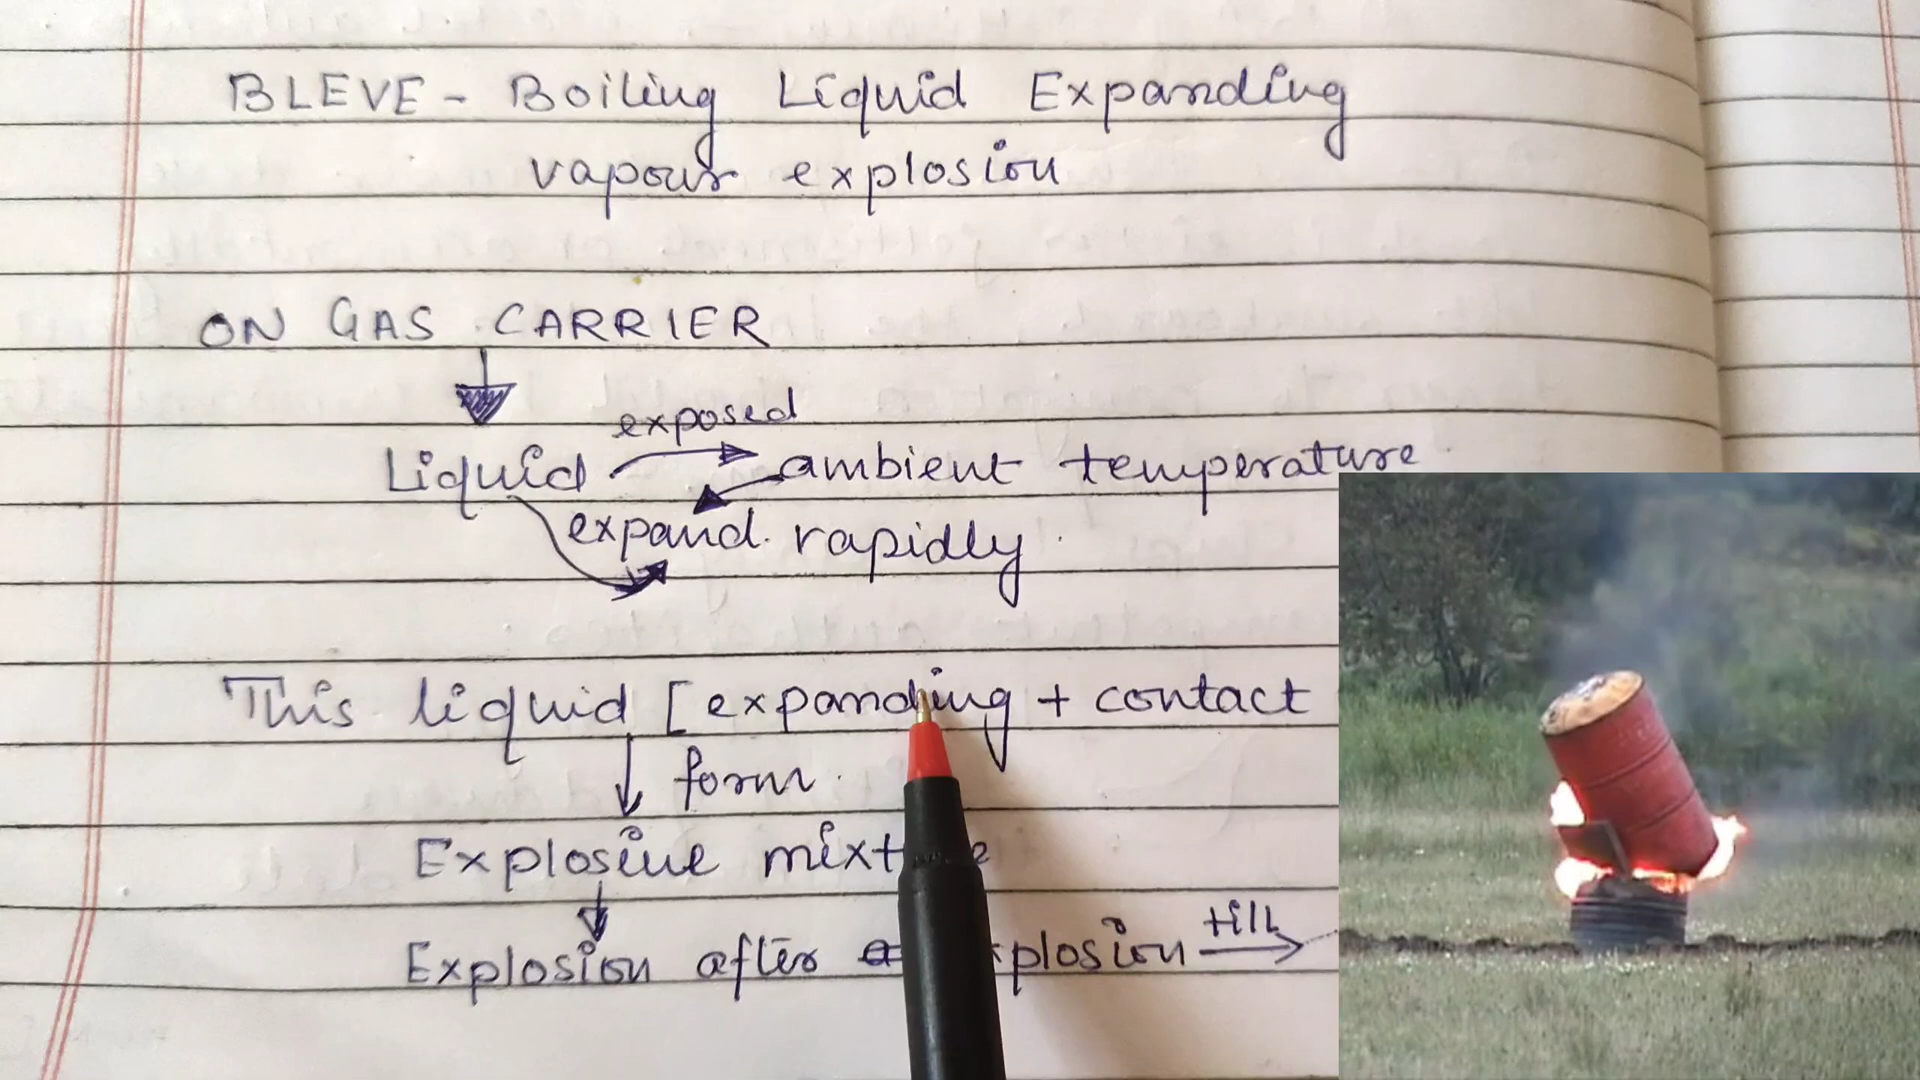 BLEVE - Boiling Liquid Expanding
vapour explosion
ON GAS CARRIER
exposed
Liquid ambient temperature
expand rapidly
This liquid [expanding + contact
form
Explosive
Explosion after till